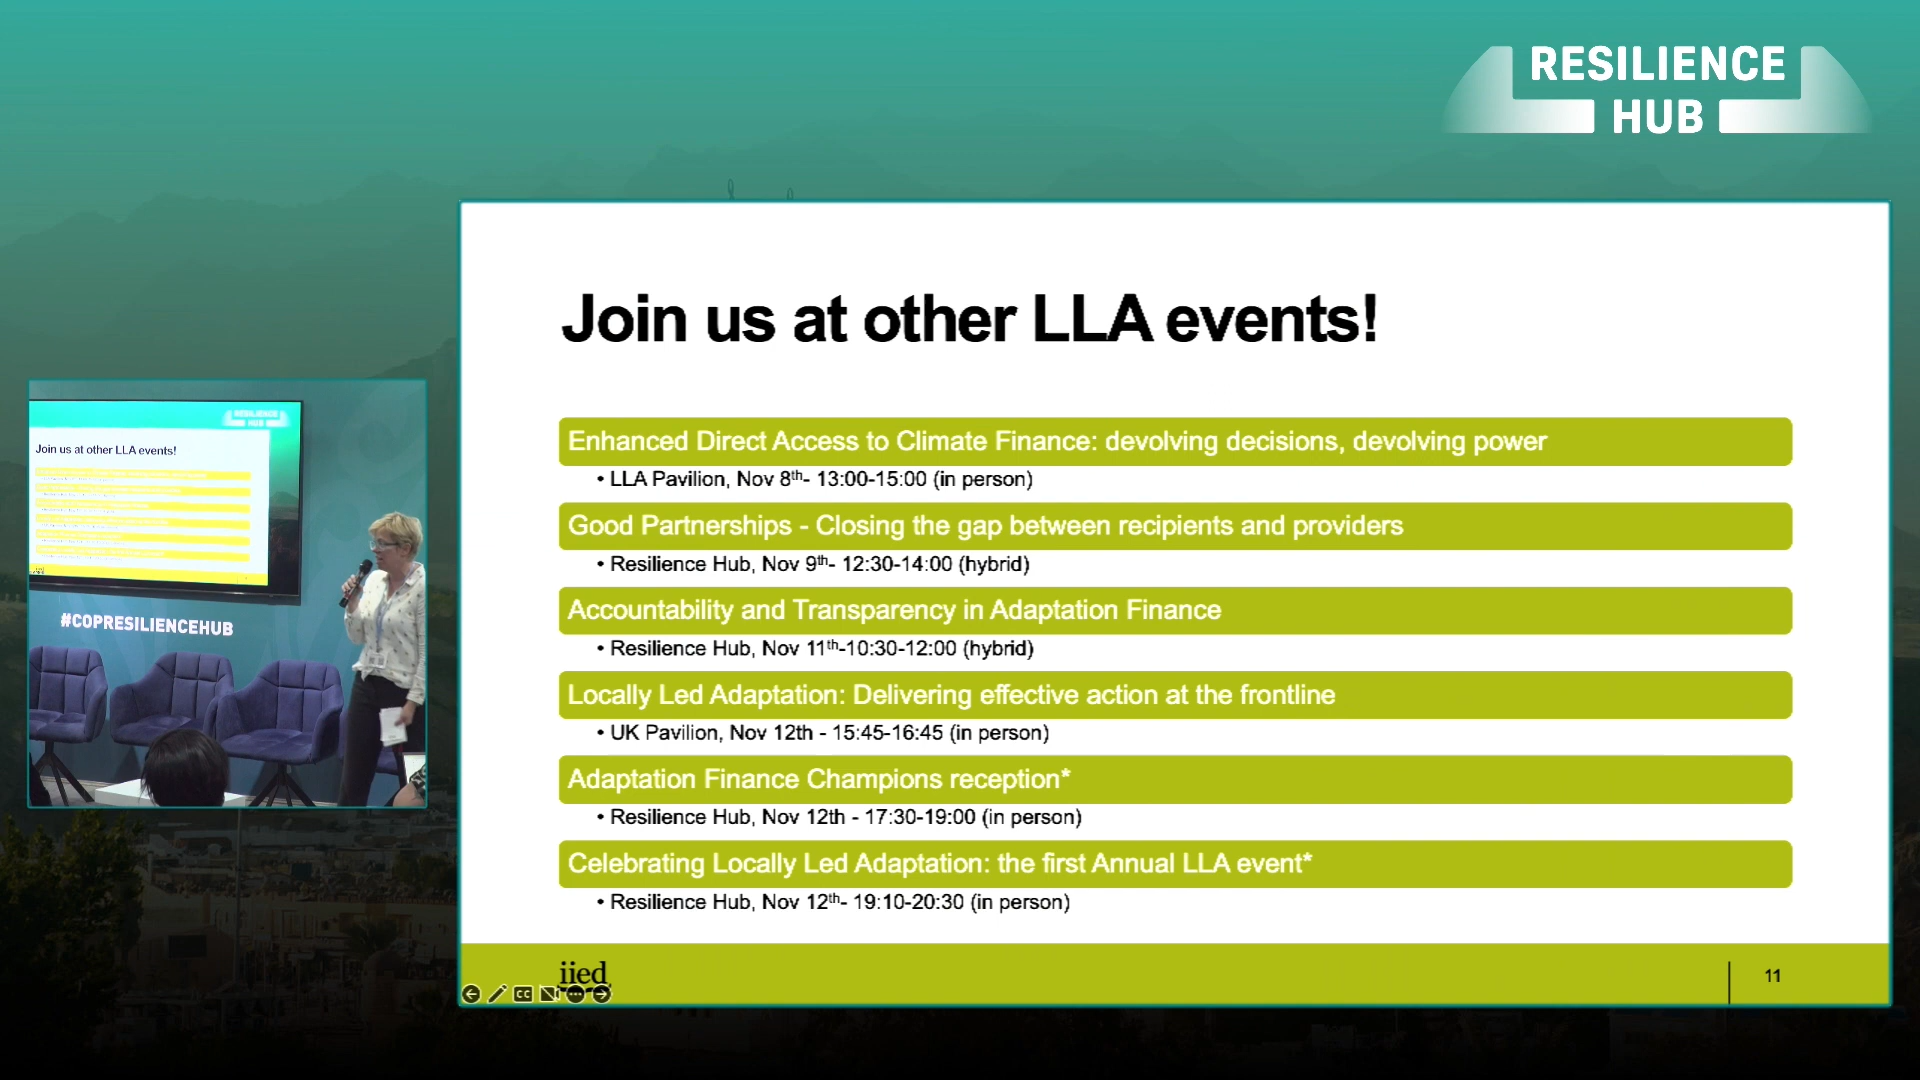 RESILIENCE
HUB
Join us at other LLA events!
Enhanced Direct Access to Climate Finance: devolving decisions, devolving power
• LLA Pavilion, Nov 8th- 13:00-15:00 (in person)
Good Partnerships - Closing the gap between recipients and providers
• Resilience Hub, Nov 9th- 12:30-14:00 (hybrid)
Accountability and Transparency in Adaptation Finance
• Resilience Hub, Nov 11th-10:30-12:00 (hybrid)
Locally Led Adaptation: Delivering effective action at the frontline
• UK Pavilion, Nov 12th - 15:45-16:45 (in person)
Adaptation Finance Champions reception*
• Resilience Hub, Nov 12th - 17:30-19:00 (in person)
Celebrating Locally Led Adaptation: the first Annual LLA event*
• Resilience Hub, Nov 12th- 19:10-20:30 (in person)
iied
CC
11
RESILIENCE
HUB
Join us at other LLA events!
#COPRESILIENCEHUB